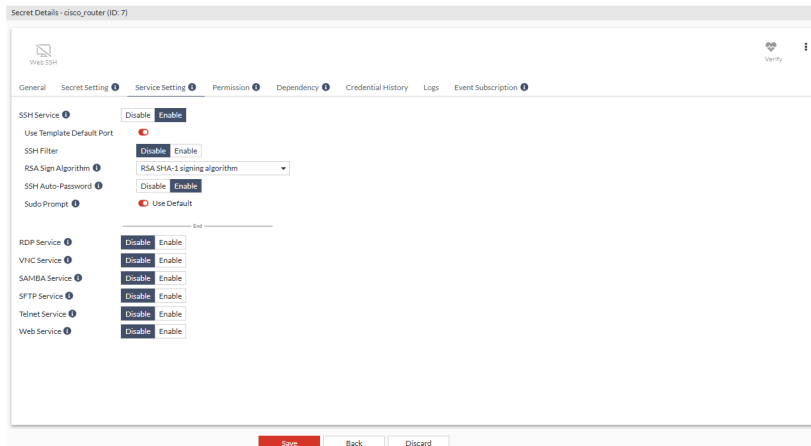 Secret Details - cisco_router (ID: 7)
Web SSH
Verify
General Secret Setting Service Setting Permission Dependency Credential History Logs Event Subscription
SSH Service Disable Enable
Use Template Default Port
SSH Filter Disable Enable
RSA Sign Algorithm RSA SHA-1 signing algorithm
SSH Auto-Password Disable Enable
Sudo Prompt Use Default
End
RDP Service Disable Enable
VNC Service Disable Enable
SAMBA Service Disable Enable
SFTP Service Disable Enable
Telnet Service Disable Enable
Web Service Disable Enable
Save Back Discard